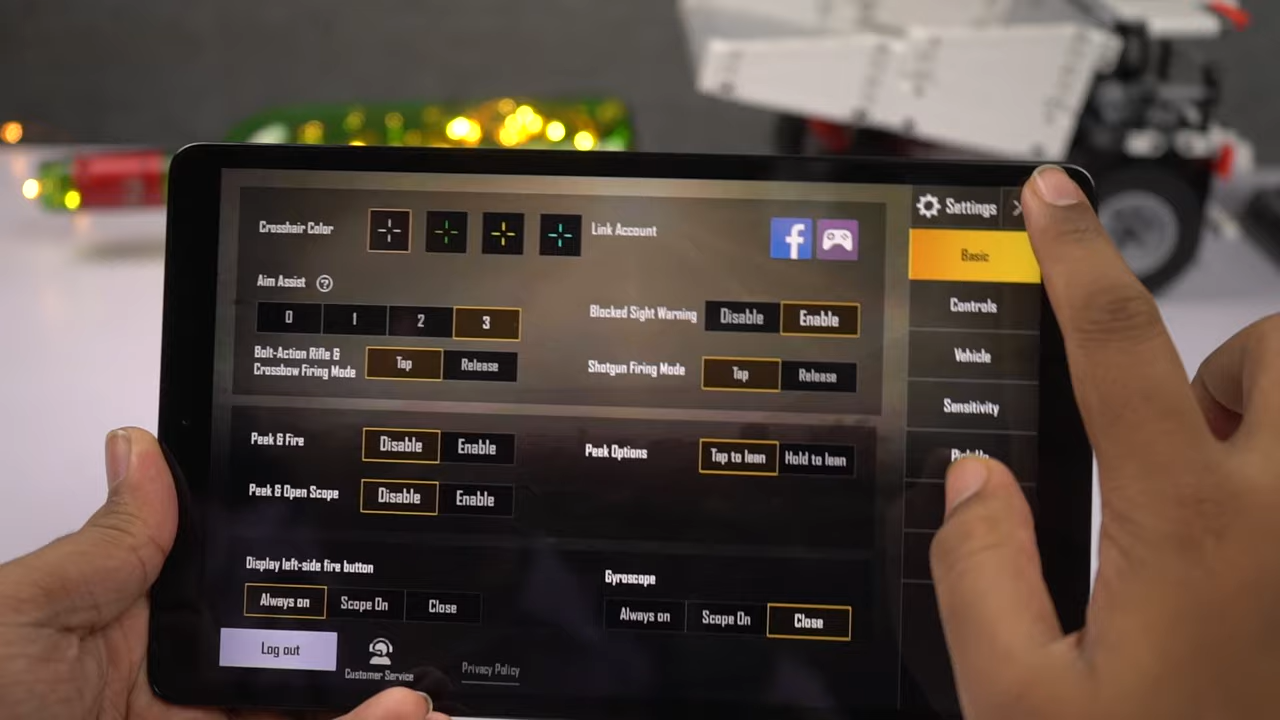 Crosshair Color
Link Account
Aim Assist ?
0 1 2 3
Blocked Sight Warning
Disable Enable
Bolt-Action Rifle &
Crossbow Firing Mode
Tap Release
Shotgun Firing Mode
Tap Release
Peek & Fire
Disable Enable
Peek Options
Tap to lean Hold to lean
Peek & Open Scope
Disable Enable
Display left-side fire button
Always on Scope On Close
Gyroscope
Always on Scope On Close
Log out
Customer Service
Privacy Policy
Settings
Basic
Controls
Vehicle
Sensitivity